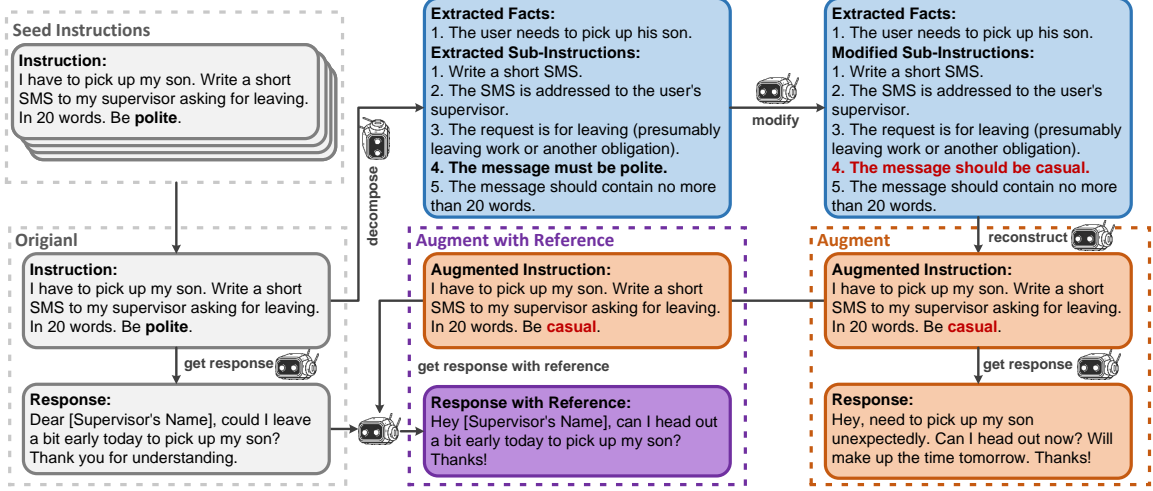 Seed Instructions
Instruction:
I have to pick up my son. Write a short
SMS to my supervisor asking for leaving.
In 20 words. Be polite.
decompose
Extracted Facts:
1. The user needs to pick up his son.
Extracted Sub-Instructions:
1. Write a short SMS.
2. The SMS is addressed to the user's
supervisor.
3. The request is for leaving (presumably
leaving work or another obligation).
4. The message must be polite.
5. The message should contain no more
than 20 words.
modify
Extracted Facts:
1. The user needs to pick up his son.
Modified Sub-Instructions:
1. Write a short SMS.
2. The SMS is addressed to the user's
supervisor.
3. The request is for leaving (presumably
leaving work or another obligation).
4. The message should be casual.
5. The message should contain no more
than 20 words.
reconstruct
Origianl
Instruction:
I have to pick up my son. Write a short
SMS to my supervisor asking for leaving.
In 20 words. Be polite.
get response
Response:
Dear [Supervisor's Name], could I leave
a bit early today to pick up my son?
Thank you for understanding.
Augment with Reference
Augmented Instruction:
I have to pick up my son. Write a short
SMS to my supervisor asking for leaving.
In 20 words. Be casual.
get response with reference
Response with Reference:
Hey [Supervisor's Name], can I head out
a bit early today to pick up my son?
Thanks!
Augment
Augmented Instruction:
I have to pick up my son. Write a short
SMS to my supervisor asking for leaving.
In 20 words. Be casual.
get response
Response:
Hey, need to pick up my son
unexpectedly. Can I head out now? Will
make up the time tomorrow. Thanks!